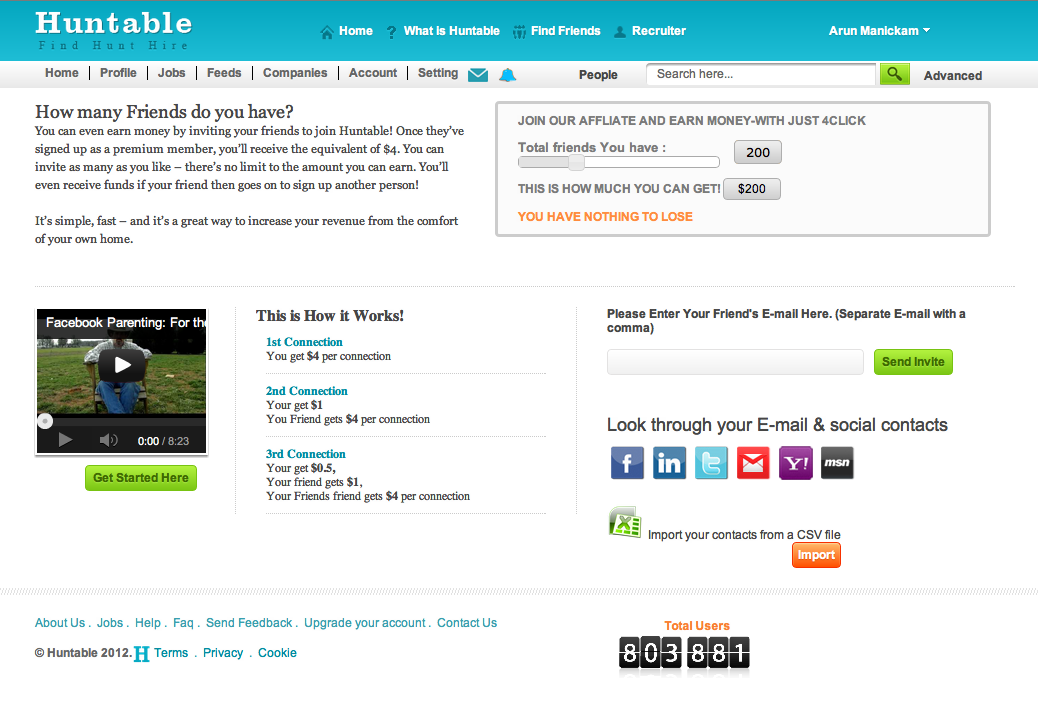 Huntable
Find Hunt Hire
Home
? What is Huntable
Find Friends
Recruiter
Arun Manickam
Home
Profile
Jobs
Feeds
Companies
Account
Setting
People
Search here...
Advanced
How many Friends do you have?
You can even earn money by inviting your friends to join Huntable! Once they've
signed up as a premium member, you'll receive the equivalent of $4. You can
invite as many as you like – there's no limit to the amount you can earn. You'll
even receive funds if your friend then goes on to sign up another person!
It's simple, fast – and it's a great way to increase your revenue from the comfort
of your own home.
JOIN OUR AFFLIATE AND EARN MONEY-WITH JUST 4CLICK
Total friends You have :
200
THIS IS HOW MUCH YOU CAN GET!
$200
YOU HAVE NOTHING TO LOSE
Facebook Parenting: For the
0:00 / 8:23
Get Started Here
This is How it Works!
1st Connection
You get $4 per connection
2nd Connection
Your get $1
You Friend gets $4 per connection
3rd Connection
Your get $0.5,
Your friend gets $1,
Your Friends friend gets $4 per connection
Please Enter Your Friend's E-mail Here. (Separate E-mail with a
comma)
Send Invite
Look through your E-mail & social contacts
f
in
t
M
Y!
msn
X
Import your contacts from a CSV file
Import
About Us . Jobs . Help . Faq . Send Feedback . Upgrade your account . Contact Us
© Huntable 2012. H Terms . Privacy . Cookie
Total Users
803 881